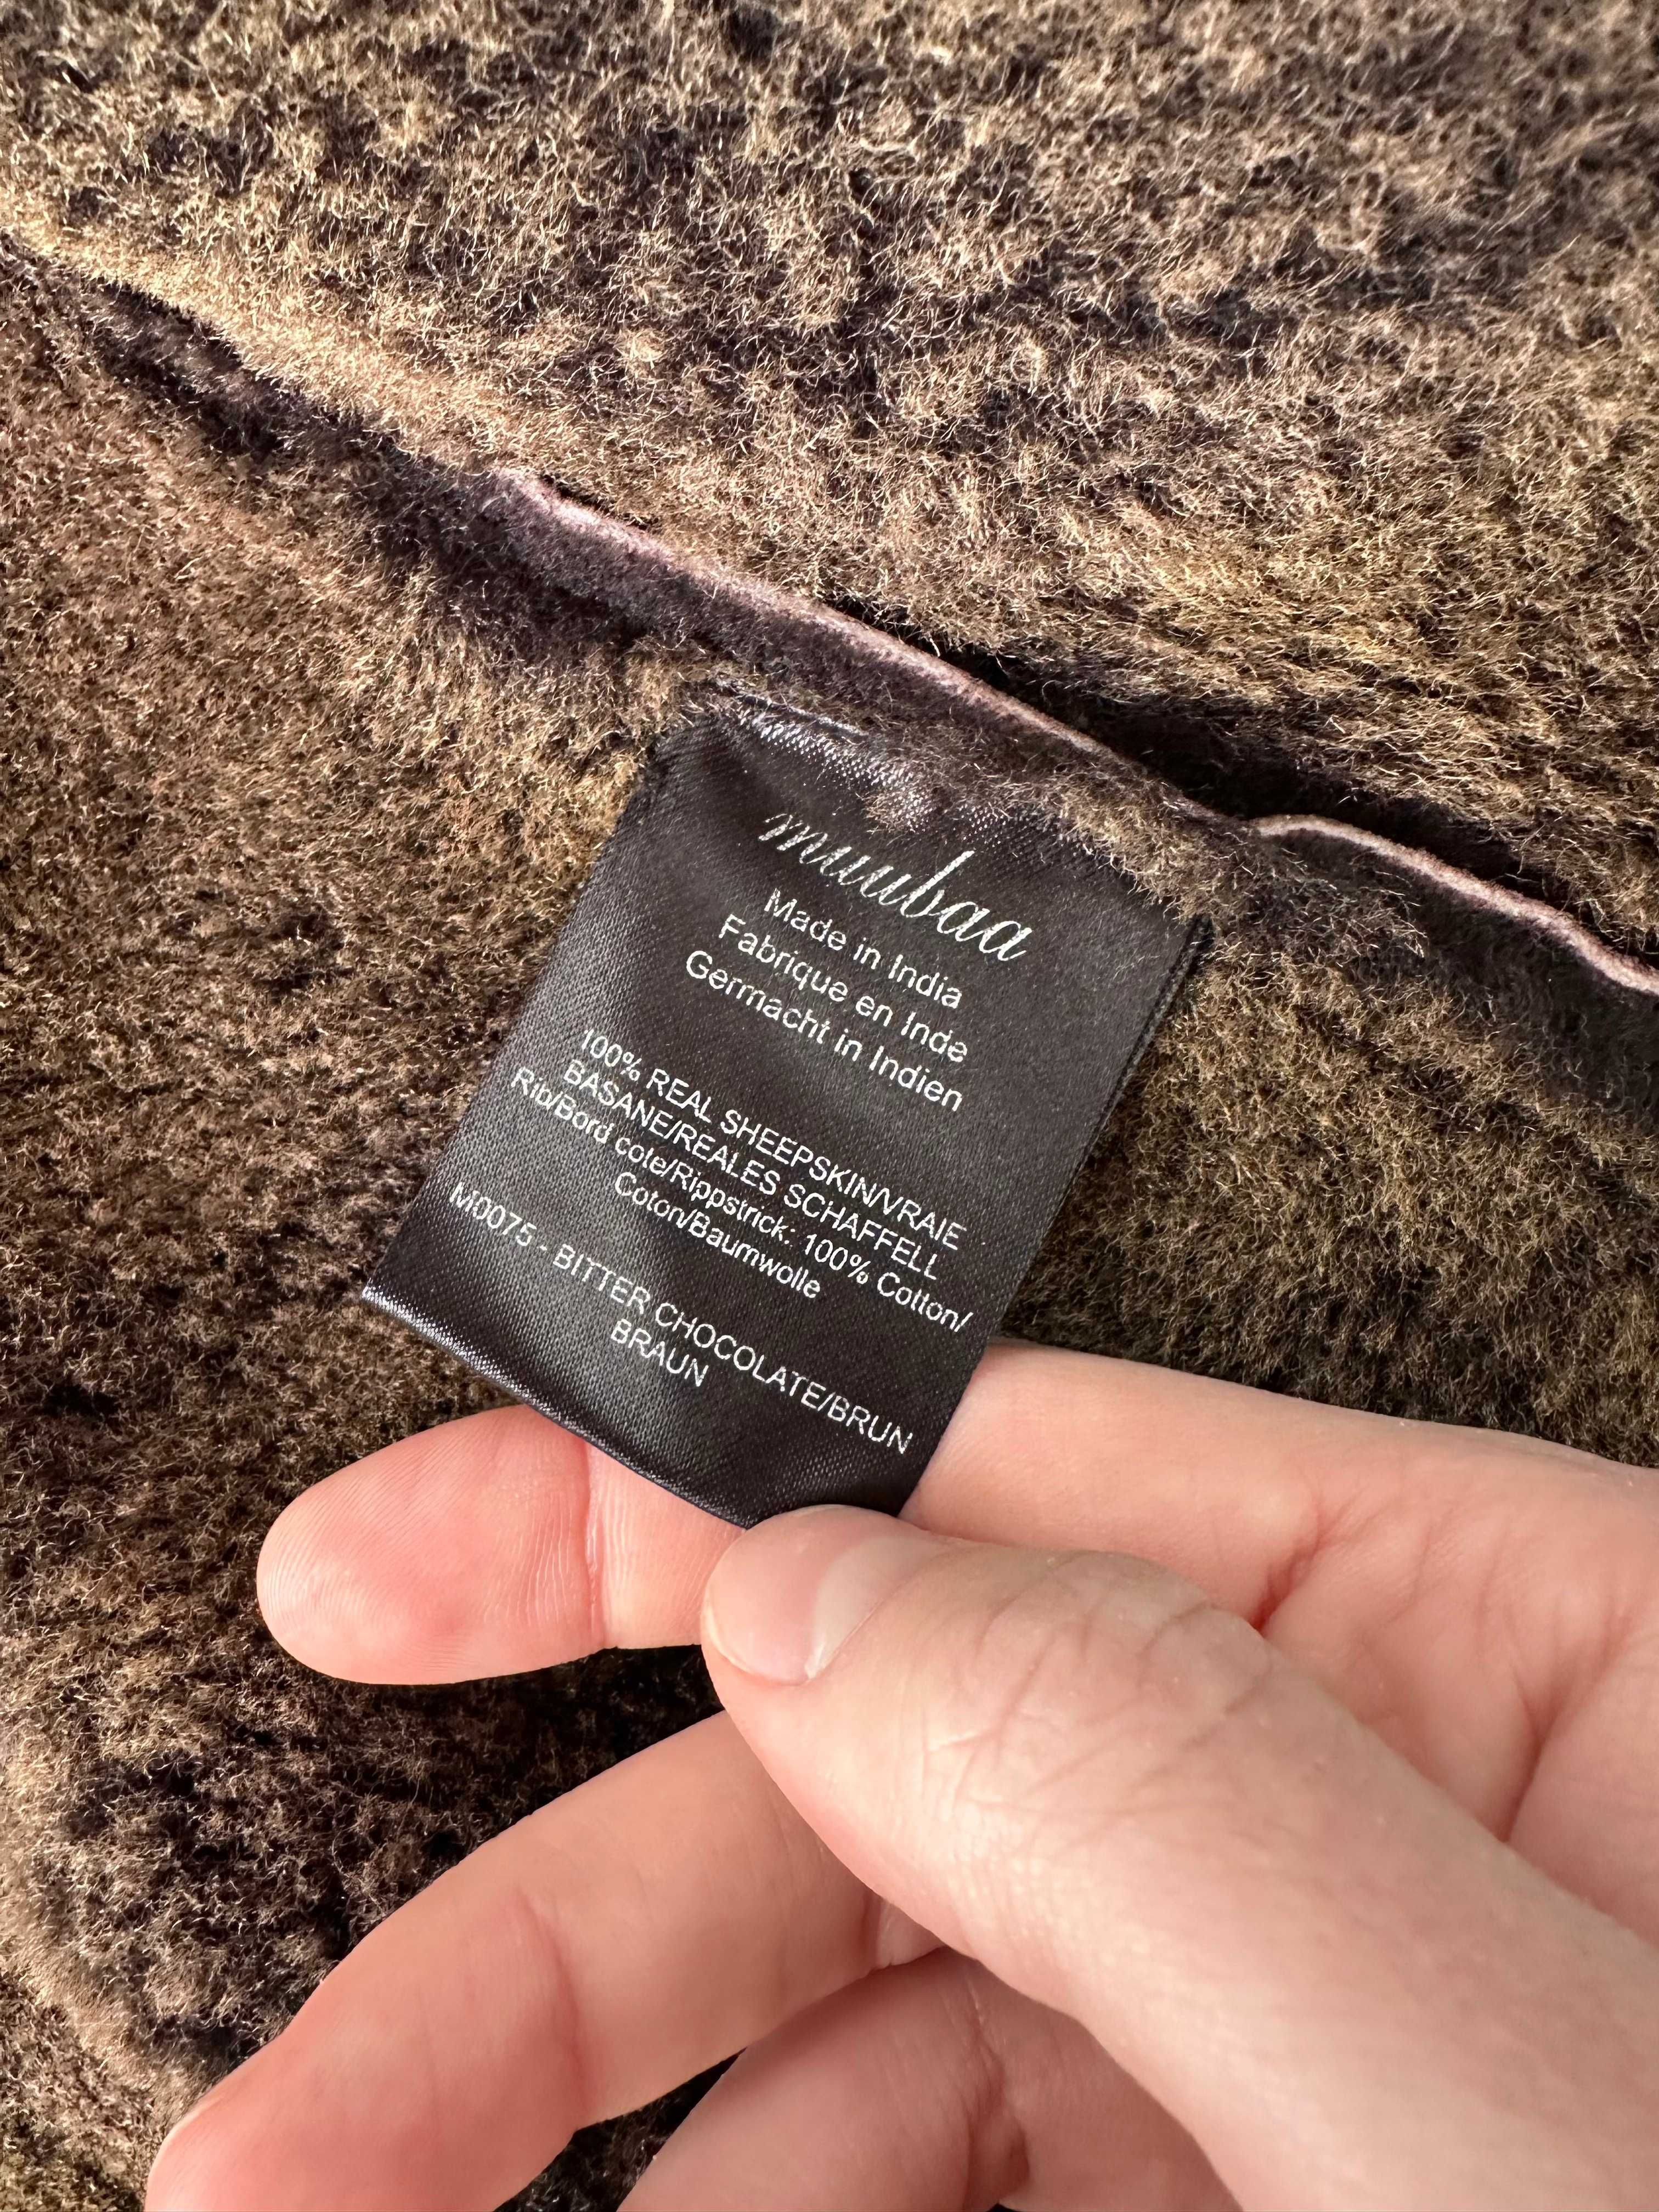 muubaa
Made in India
Fabrique en Inde
Germacht in Indien
100% REAL SHEEPSKIN/VRAIE
BASANE/REALES SCHAFFELL
Rib/Bord cote/Rippstrick: 100% Cotton/
Coton/Baumwolle
M0075 - BITTER CHOCOLATE/BRUN
BRAUN